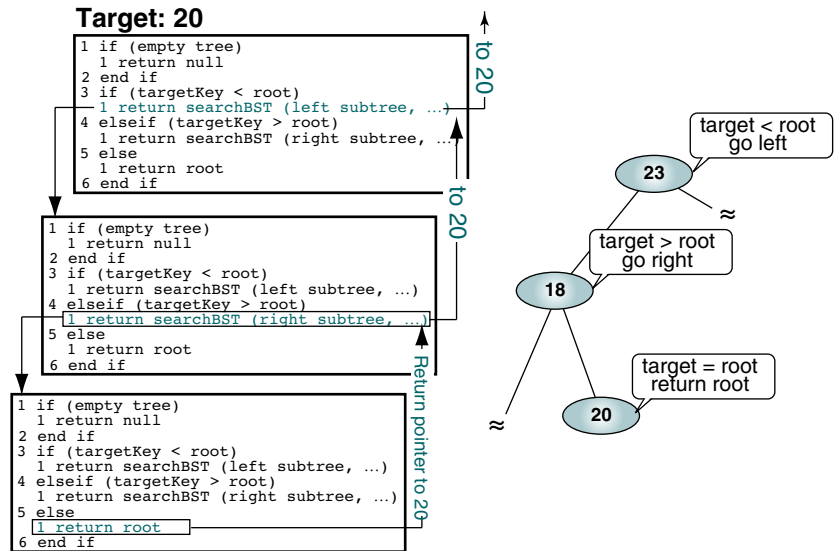 Target: 20
1 if (empty tree)
1 return null
2 end if
3 if (targetKey < root)
1 return searchBST (left subtree, …)
4 elseif (targetKey > root)
1 return searchBST (right subtree, …)
5 else
1 return root
6 end if
to 20
1 if (empty tree)
1 return null
2 end if
3 if (targetKey < root)
1 return searchBST (left subtree, …)
4 elseif (targetKey > root)
1 return searchBST (right subtree, …)
5 else
1 return root
6 end if
to 20
1 if (empty tree)
1 return null
2 end if
3 if (targetKey < root)
1 return searchBST (left subtree, …)
4 elseif (targetKey > root)
1 return searchBST (right subtree, …)
5 else
1 return root
6 end if
Return pointer to 20
target < root
go left
23
≈
target > root
go right
18
target = root
return root
20
≈